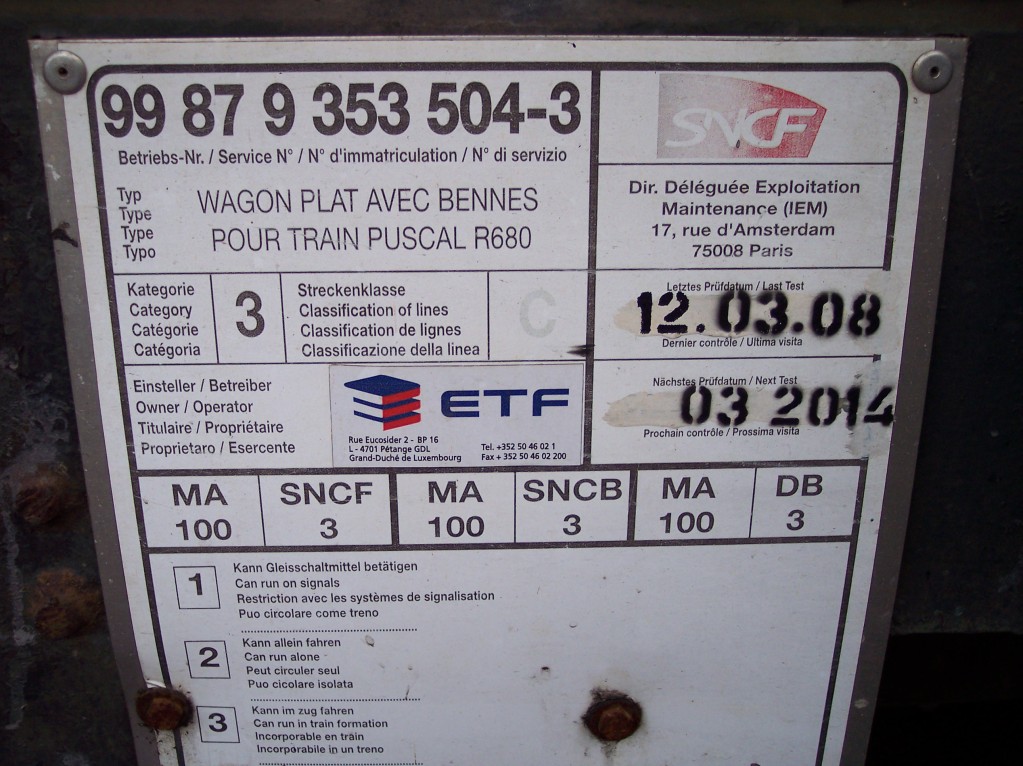 99 87 9 353 504-3
Betriebs-Nr. / Service N° / N° d'immatriculation / N° di servizio
Typ
Type
Type
Typo
WAGON PLAT AVEC BENNES
POUR TRAIN PUSCAL R680
SNCF
Dir. Déléguée Exploitation
Maintenance (IEM)
17, rue d'Amsterdam
75008 Paris
Kategorie
Category
Catégorie
Catégoria
3
Streckenklasse
Classification of lines
Classification de lignes
Classificazione della linea
C
Letztes Prüfdatum / Last Test
12.03.08
Dernier contrôle / Ultima visita
Einsteller / Betreiber
Owner / Operator
Titulaire / Propriétaire
Proprietaro / Esercente
ETF
Rue Eucosider 2 - BP 16
L - 4701 Pétange GDL
Grand-Duché de Luxembourg
Tel. +352 50 46 02 1
Fax + 352 50 46 02 200
Nächstes Prüfdatum / Next Test
03 2014
Prochain contrôle / Prossima visita
MA SNCF MA SNCB MA DB
100 3 100 3 100 3
1
Kann Gleisschaltmittel betätigen
Can run on signals
Restriction avec les systèmes de signalisation
Puo circolare come treno
2
Kann allein fahren
Can run alone
Peut circuler seul
Puo cicolare isolata
3
Kann im zug fahren
Can run in train formation
Incorporable en train
Incorporabile in un treno